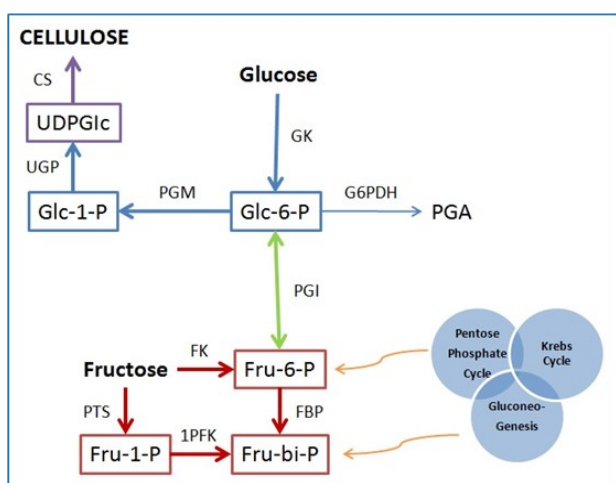 CELLULOSE
CS
Glucose
UDPGlc
GK
UGP
PGM
G6PDH
Glc-1-P
Glc-6-P
PGA
PGI
Pentose
Phosphate
Cycle
Krebs
Cycle
Gluconeo-
Genesis
Fructose
FK
Fru-6-P
PTS
FBP
1PFK
Fru-1-P
Fru-bi-P